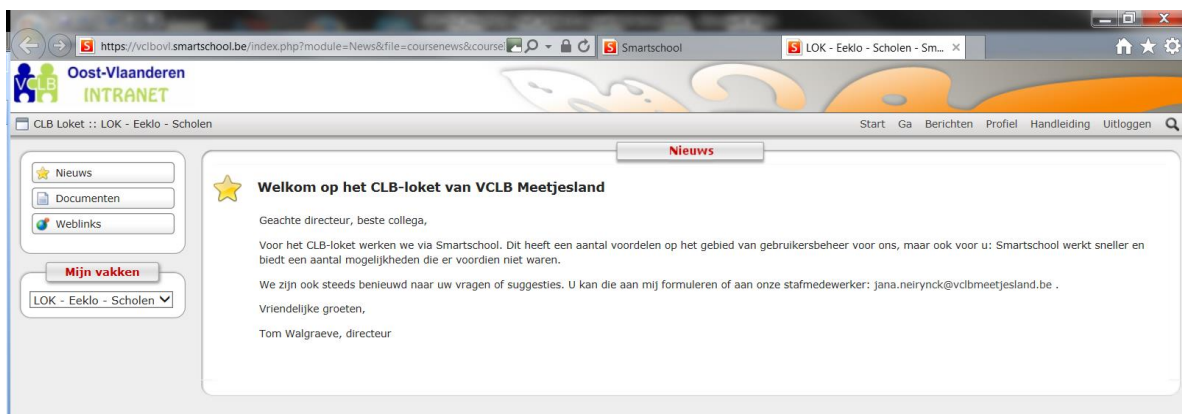 https://vclbovl.smartschool.be/index.php?module=News&file=coursenews&course
Smartschool
LOK - Eeklo - Scholen - Sm...
VCLB
Oost-Vlaanderen
INTRANET
CLB Loket :: LOK - Eeklo - Scholen
Start Ga Berichten Profiel Handleiding Uitloggen
Nieuws
Documenten
Weblinks
Mijn vakken
LOK - Eeklo - Scholen
Nieuws
Welkom op het CLB-loket van VCLB Meetjesland
Geachte directeur, beste collega,
Voor het CLB-loket werken we via Smartschool. Dit heeft een aantal voordelen op het gebied van gebruikersbeheer voor ons, maar ook voor u: Smartschool werkt sneller en
biedt een aantal mogelijkheden die er voordien niet waren.
We zijn ook steeds benieuwd naar uw vragen of suggesties. U kan die aan mij formuleren of aan onze stafmedewerker: jana.neirynck@vclbmeetjesland.be .
Vriendelijke groeten,
Tom Walgraeve, directeur